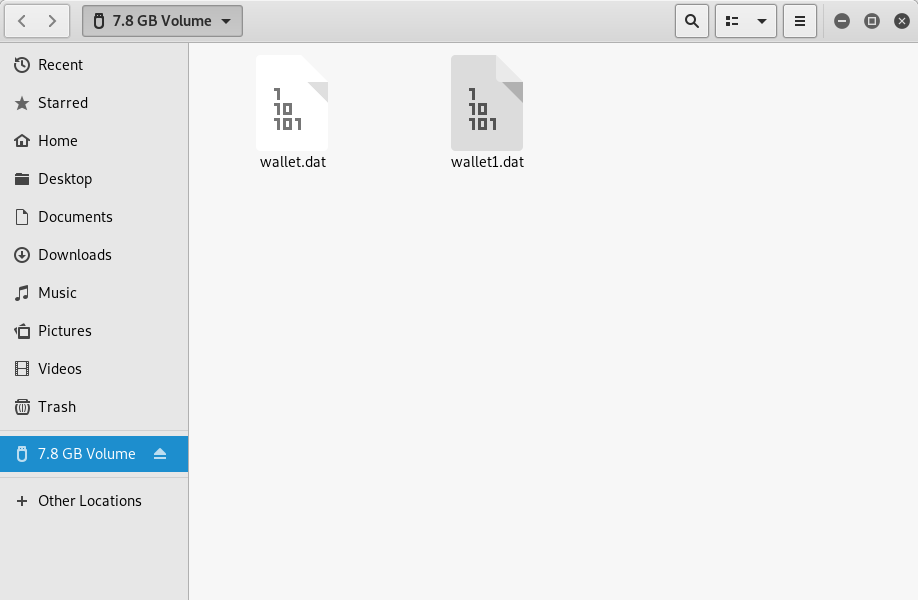 7.8 GB Volume
Recent
Starred
Home
Desktop
Documents
Downloads
Music
Pictures
Videos
Trash
7.8 GB Volume
Other Locations
1
10
101
wallet.dat
1
10
101
wallet1.dat